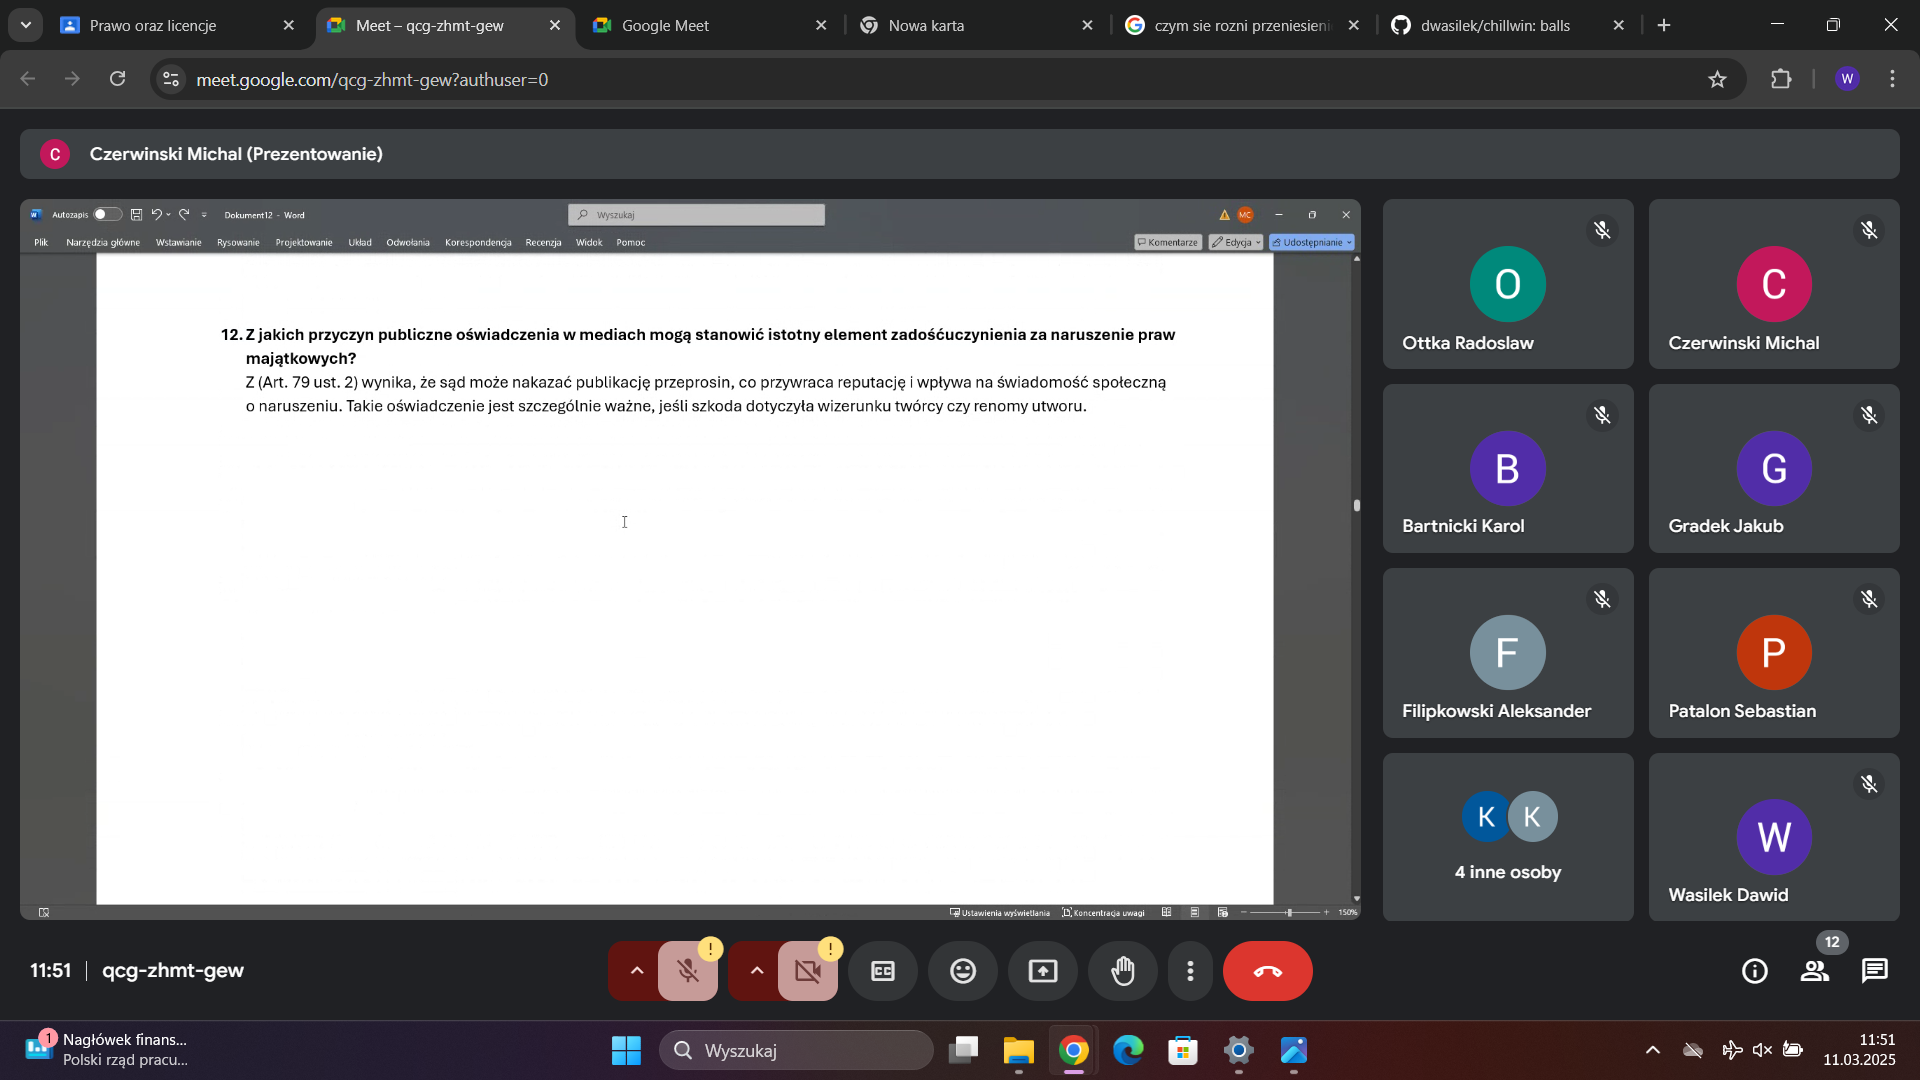 Prawo oraz licencje
Meet – qcg-zhmt-gew
Google Meet
Nowa karta
czym sie rozni przeniesieni
dwasilek/chillwin: balls
meet.google.com/qcg-zhmt-gew?authuser=0
W
C
Czerwinski Michal (Prezentowanie)
Autozapis
Dokument12 - Word
Wyszukaj
MC
Plik
Narzędzia główne
Wstawianie
Rysowanie
Projektowanie
Układ
Odwołania
Korespondencja
Recenzja
Widok
Pomoc
Komentarze
Edycja
Udostępnianie
12. Z jakich przyczyn publiczne oświadczenia w mediach mogą stanowić istotny element zadośćuczynienia za naruszenie praw
majątkowych?
Z (Art. 79 ust. 2) wynika, że sąd może nakazać publikację przeprosin, co przywraca reputację i wpływa na świadomość społeczną
o naruszeniu. Takie oświadczenie jest szczególnie ważne, jeśli szkoda dotyczyła wizerunku twórcy czy renomy utworu.
Ustawienia wyświetlania
Koncentracja uwagi
150%
O
Ottka Radoslaw
C
Czerwinski Michal
B
Bartnicki Karol
G
Gradek Jakub
F
Filipkowski Aleksander
P
Patalon Sebastian
K
K
4 inne osoby
W
Wasilek Dawid
11:51
qcg-zhmt-gew
!
!
CC
12
1
Nagłówek finans...
Polski rząd pracu...
Wyszukaj
11:51
11.03.2025